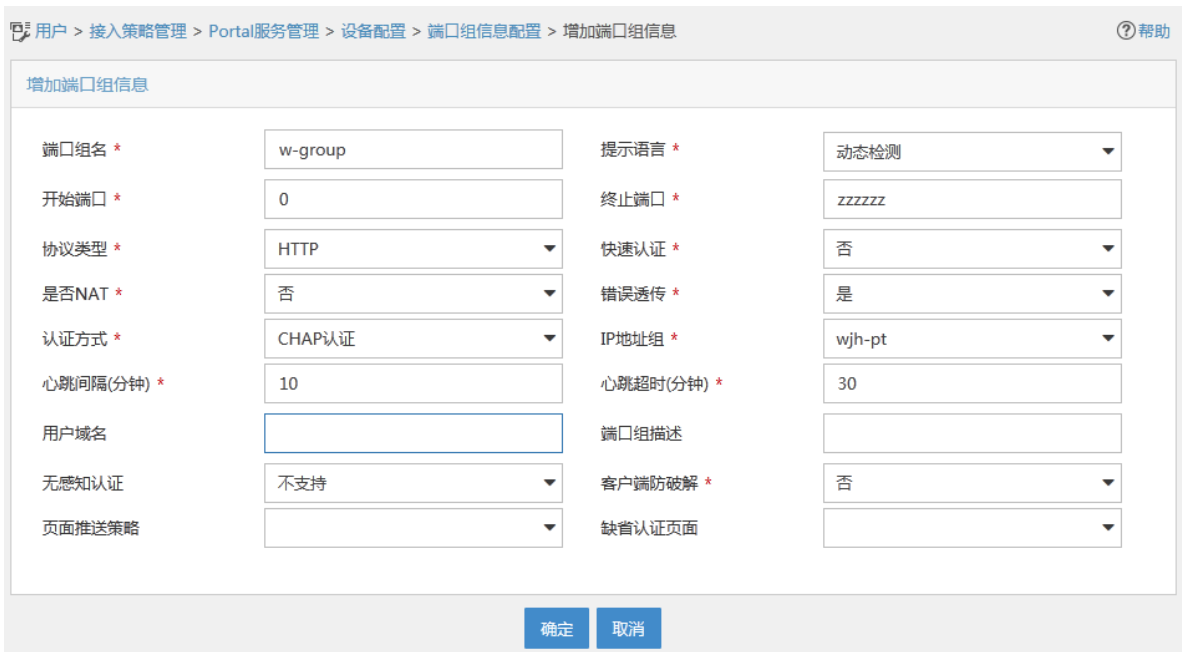 用户 > 接入策略管理 > Portal服务管理 > 设备配置 > 端口组信息配置 > 增加端口组信息 ?帮助
增加端口组信息
端口组名 * w-group 提示语言 * 动态检测
开始端口 * 0 终止端口 * zzzzzz
协议类型 * HTTP 快速认证 * 否
是否NAT * 否 错误透传 * 是
认证方式 * CHAP认证 IP地址组 * wjh-pt
心跳间隔(分钟) * 10 心跳超时(分钟) * 30
用户域名 端口组描述
无感知认证 不支持 客户端防破解 * 否
页面推送策略 缺省认证页面
确定 取消